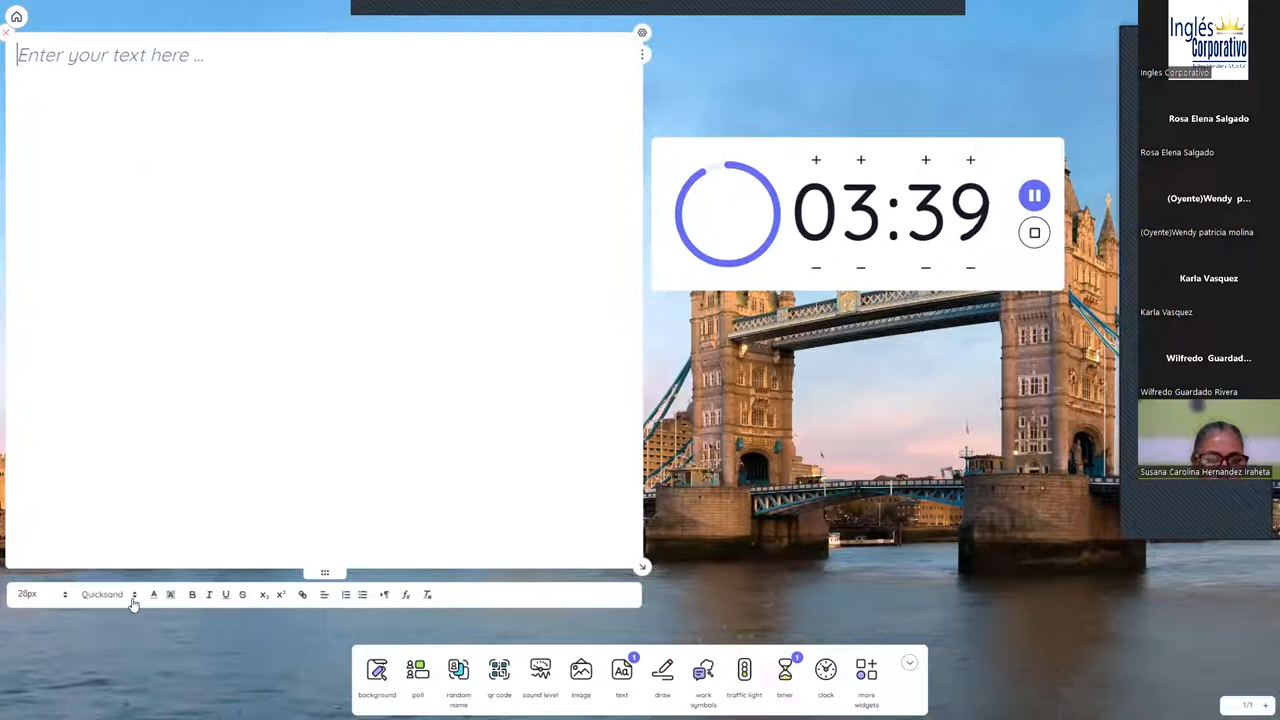 Enter your text here ...
03:39
28px
Quicksand
background
poll
random name
qr code
sound level
image
text
1
draw
work symbols
traffic light
timer
1
clock
more widgets
1/1
Inglés
Corporativo
Ingles Corporativo
Rosa Elena Salgado
Rosa Elena Salgado
(Oyente)Wendy p...
(Oyente)Wendy patricia molina
Karla Vasquez
Karla Vasquez
Wilfredo Guardad...
Wilfredo Guardado Rivera
Susana Carolina Hernandez Iraheta